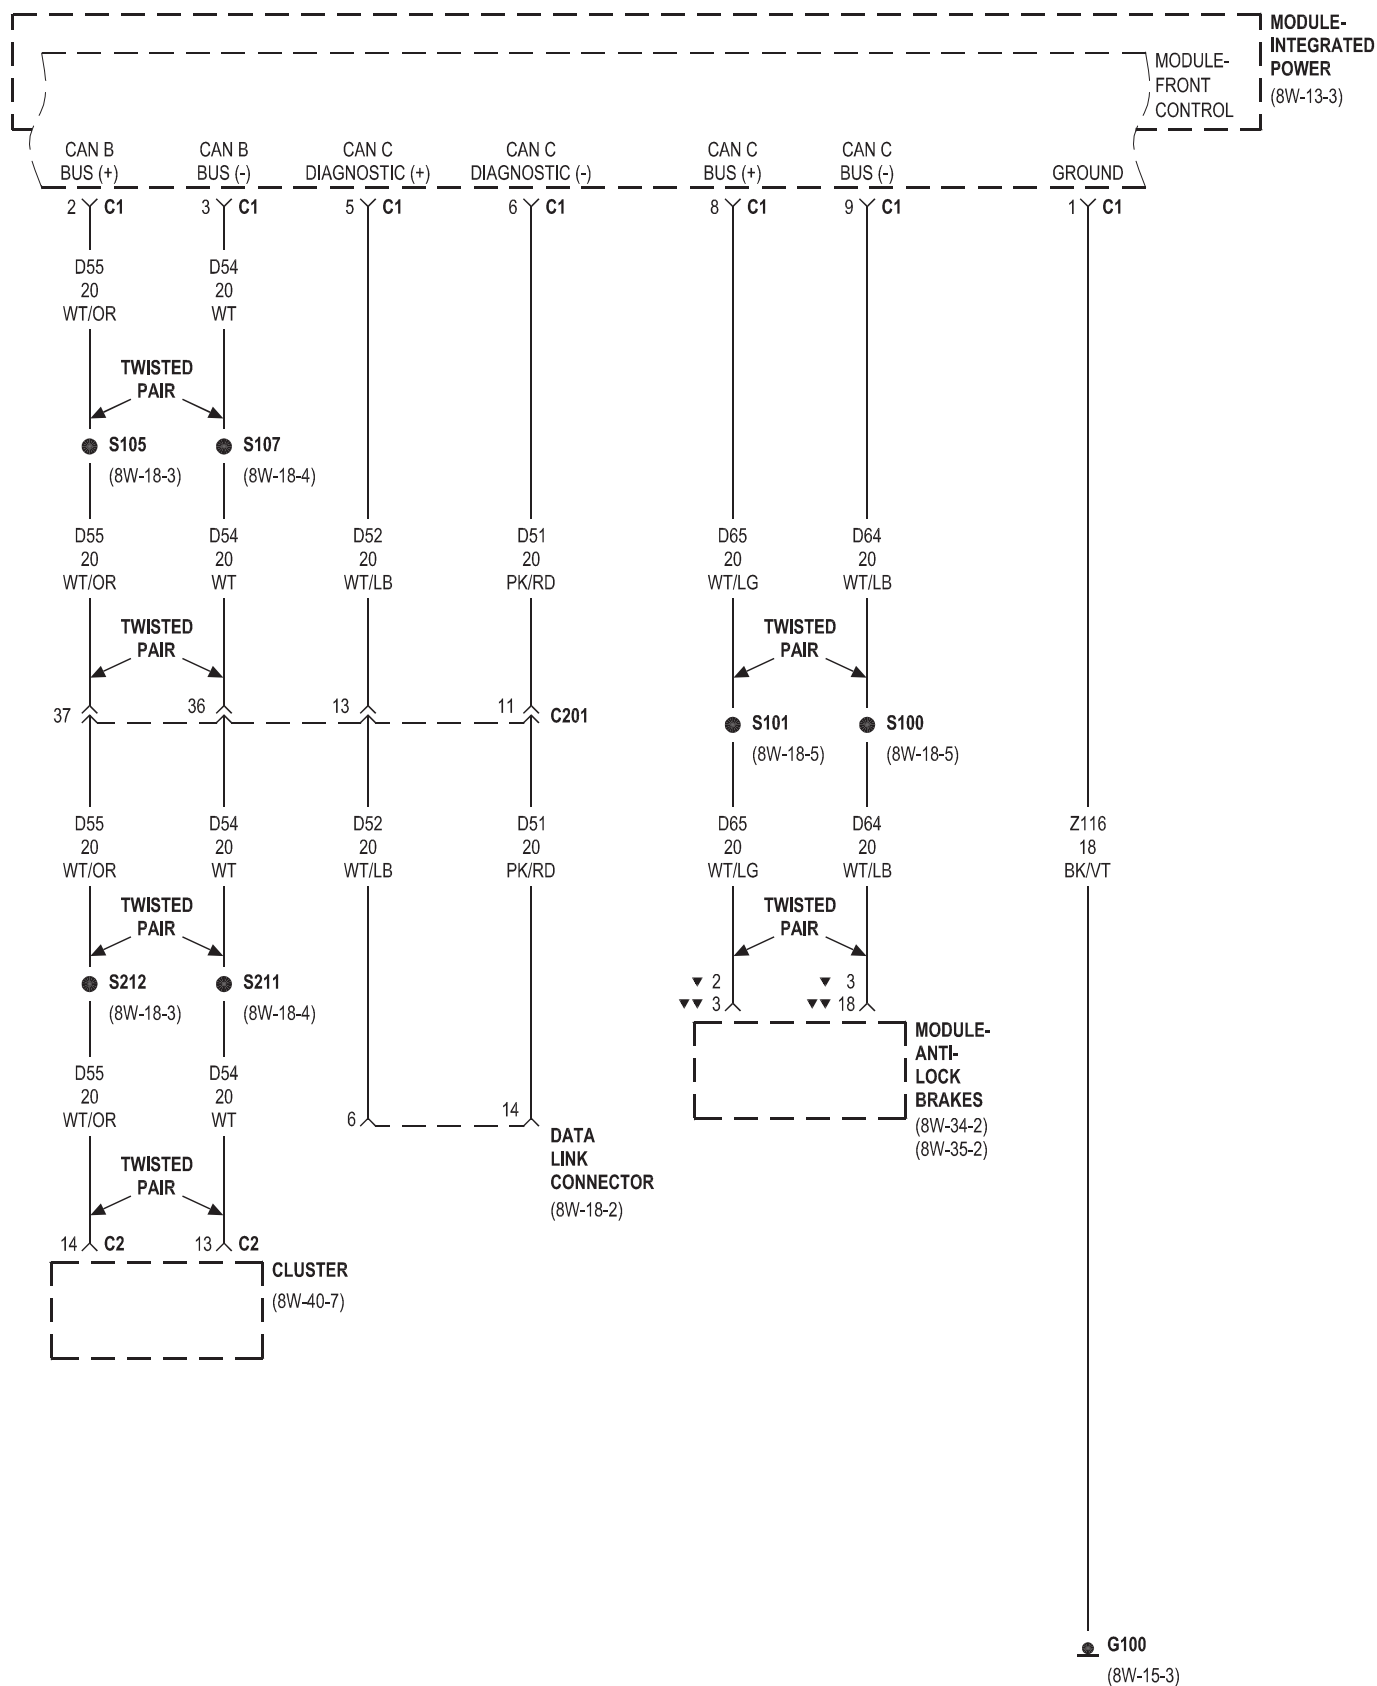 MODULE-
INTEGRATED
POWER
(8W-13-3)
MODULE-
FRONT
CONTROL
CAN B
BUS (+)
CAN B
BUS (-)
CAN C
DIAGNOSTIC (+)
CAN C
DIAGNOSTIC (-)
CAN C
BUS (+)
CAN C
BUS (-)
GROUND
2 C1
3 C1
5 C1
6 C1
8 C1
9 C1
1 C1
D55
20
WT/OR
D54
20
WT
TWISTED
PAIR
S105
(8W-18-3)
S107
(8W-18-4)
D55
20
WT/OR
D54
20
WT
D52
20
WT/LB
D51
20
PK/RD
D65
20
WT/LG
D64
20
WT/LB
TWISTED
PAIR
TWISTED
PAIR
37
36
13
11
C201
S101
(8W-18-5)
S100
(8W-18-5)
D55
20
WT/OR
D54
20
WT
D52
20
WT/LB
D51
20
PK/RD
D65
20
WT/LG
D64
20
WT/LB
Z116
18
BK/VT
TWISTED
PAIR
TWISTED
PAIR
S212
(8W-18-3)
S211
(8W-18-4)
▼ 2
▼▼ 3
▼ 3
▼▼ 18
MODULE-
ANTI-
LOCK
BRAKES
(8W-34-2)
(8W-35-2)
D55
20
WT/OR
D54
20
WT
6
14
DATA
LINK
CONNECTOR
(8W-18-2)
TWISTED
PAIR
14 C2
13 C2
CLUSTER
(8W-40-7)
G100
(8W-15-3)